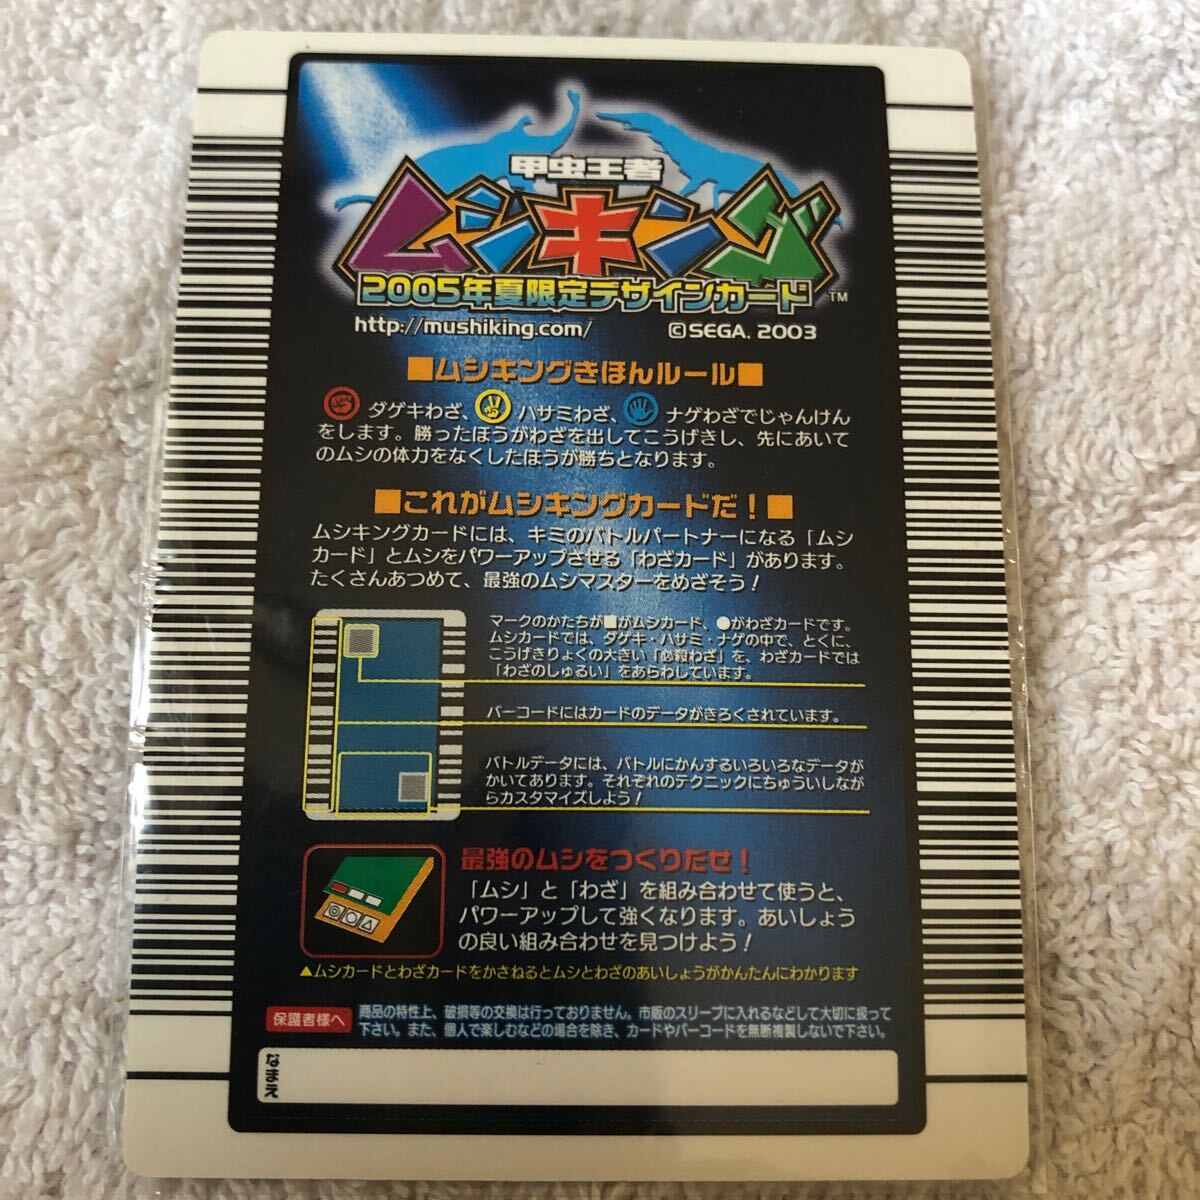 甲虫王者
ムシキング
2005年夏限定デザインカード TM
http://mushiking.com/ ©SEGA, 2003
■ムシキングきほんルール■
ダゲキわざ、ハサミわざ、ナゲわざでじゃんけん
をします。勝ったほうがわざを出してこうげきし、先にあいて
のムシの体力をなくしたほうが勝ちとなります。
■これがムシキングカードだ！■
ムシキングカードには、キミのバトルパートナーになる「ムシ
カード」とムシをパワーアップさせる「わざカード」があります。
たくさんあつめて、最強のムシマスターをめざそう！
マークのかたちが■がムシカード、●がわざカードです。
ムシカードでは、ダゲキ・ハサミ・ナゲの中で、とくに、
こうげきりょくの大きい「必殺わざ」を、わざカードでは
「わざのしゅるい」をあらわしています。
バーコードにはカードのデータがきろくされています。
バトルデータには、バトルにかんするいろいろなデータが
かいてあります。それぞれのテクニックにちゅういしなが
らカスタマイズしよう！
最強のムシをつくりだせ！
「ムシ」と「わざ」を組み合わせて使うと、
パワーアップして強くなります。あいしょう
の良い組み合わせを見つけよう！
◎○△
▲ムシカードとわざカードをかさねるとムシとわざのあいしょうがかんたんにわかります
保護者様へ
商品の特性上、破損等の交換は行っておりません。市販のスリーブに入れるなどして大切に扱って
下さい。また、個人で楽しむなどの場合を除き、カードやバーコードを無断複製しないで下さい。
なまえ